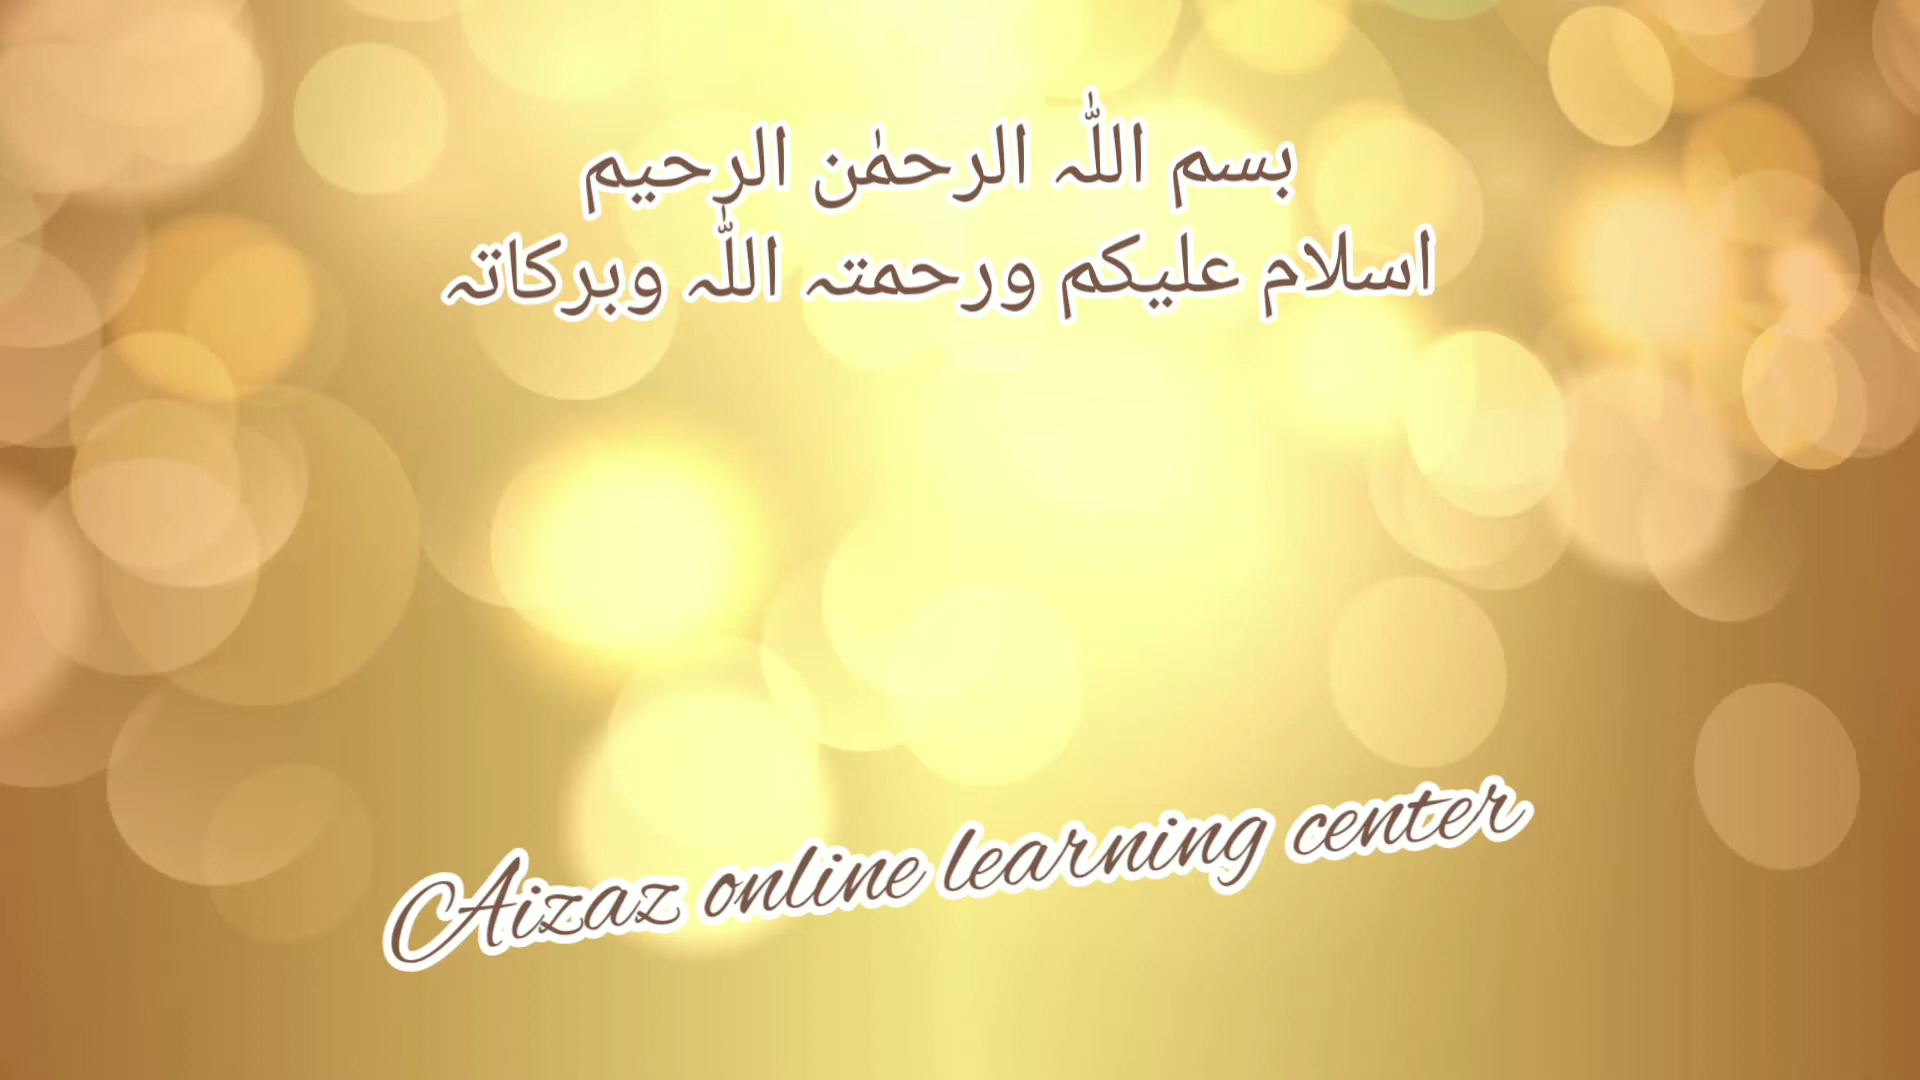 بسم اللّٰہ الرحمٰن الرحیم
اسلام علیکم ورحمتہ اللّٰہ وبرکاتہ
Aizaz online learning center